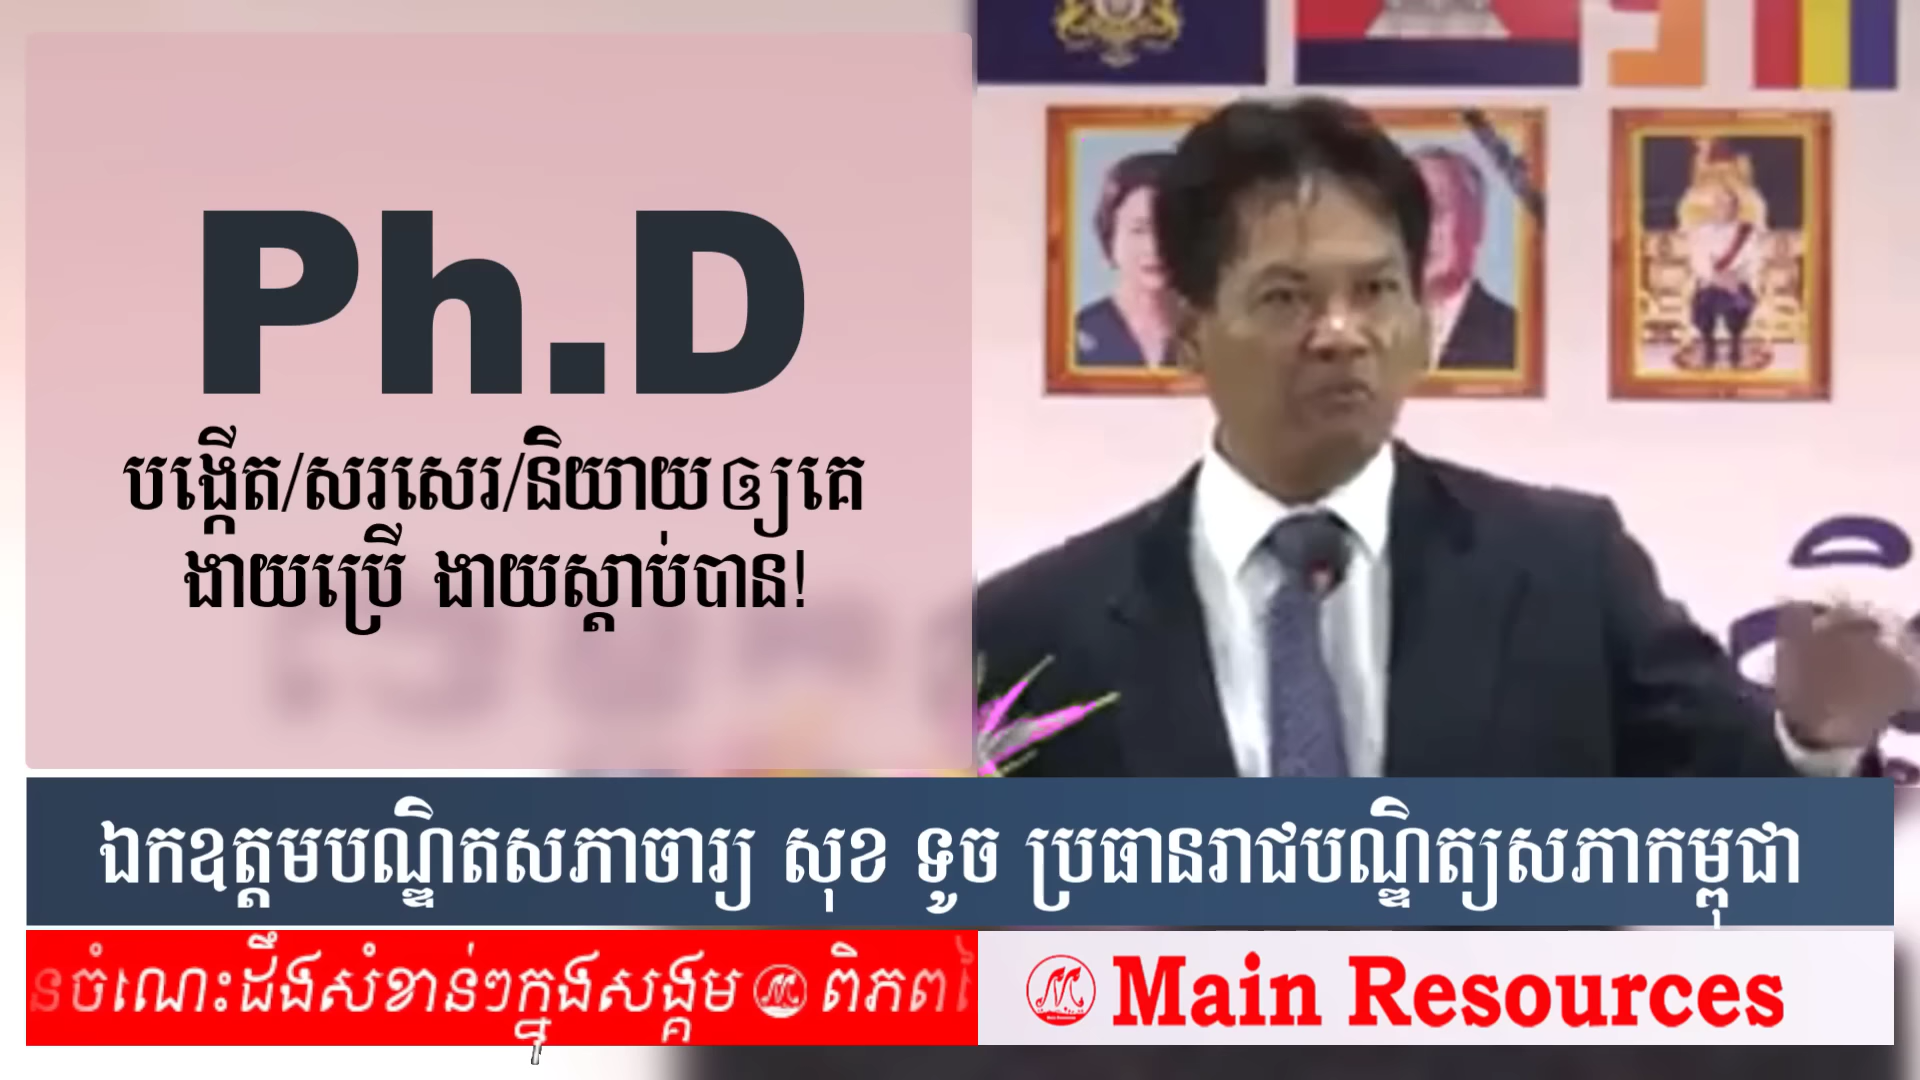 Ph.D
បង្កើត/សរសេរ/និយាយឲ្យគេ
ងាយប្រើ ងាយស្ដាប់បាន!
ឯកឧត្តមបណ្ឌិតសភាចារ្យ សុខ ទូច ប្រធានរាជបណ្ឌិត្យសភាកម្ពុជា
ចំណេះដឹងសំខាន់ៗក្នុងសង្គម
Main Resources